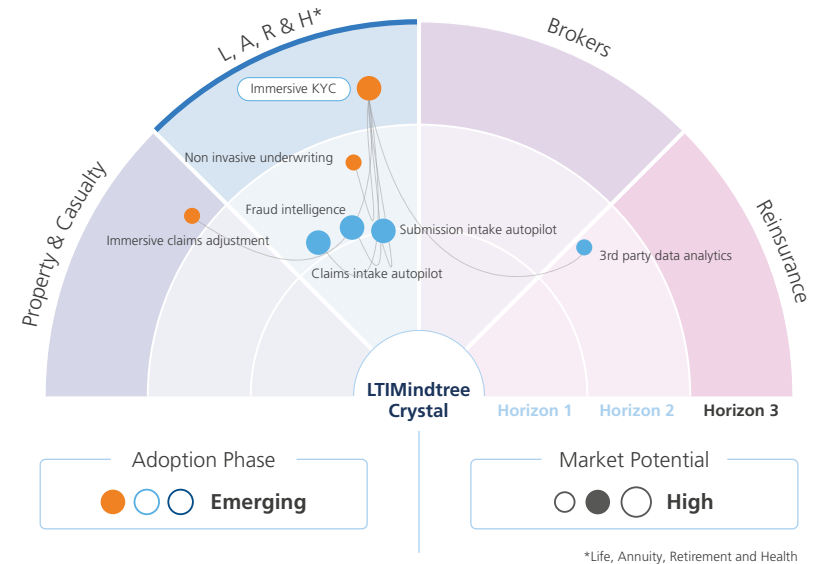 L, A, R & H*
Brokers
Property & Casualty
Reinsurance
Immersive KYC
Non invasive underwriting
Fraud intelligence
Submission intake autopilot
Immersive claims adjustment
3rd party data analytics
Claims intake autopilot
LTIMindtree
Crystal
Horizon 1
Horizon 2
Horizon 3
Adoption Phase
Emerging
Market Potential
High
*Life, Annuity, Retirement and Health